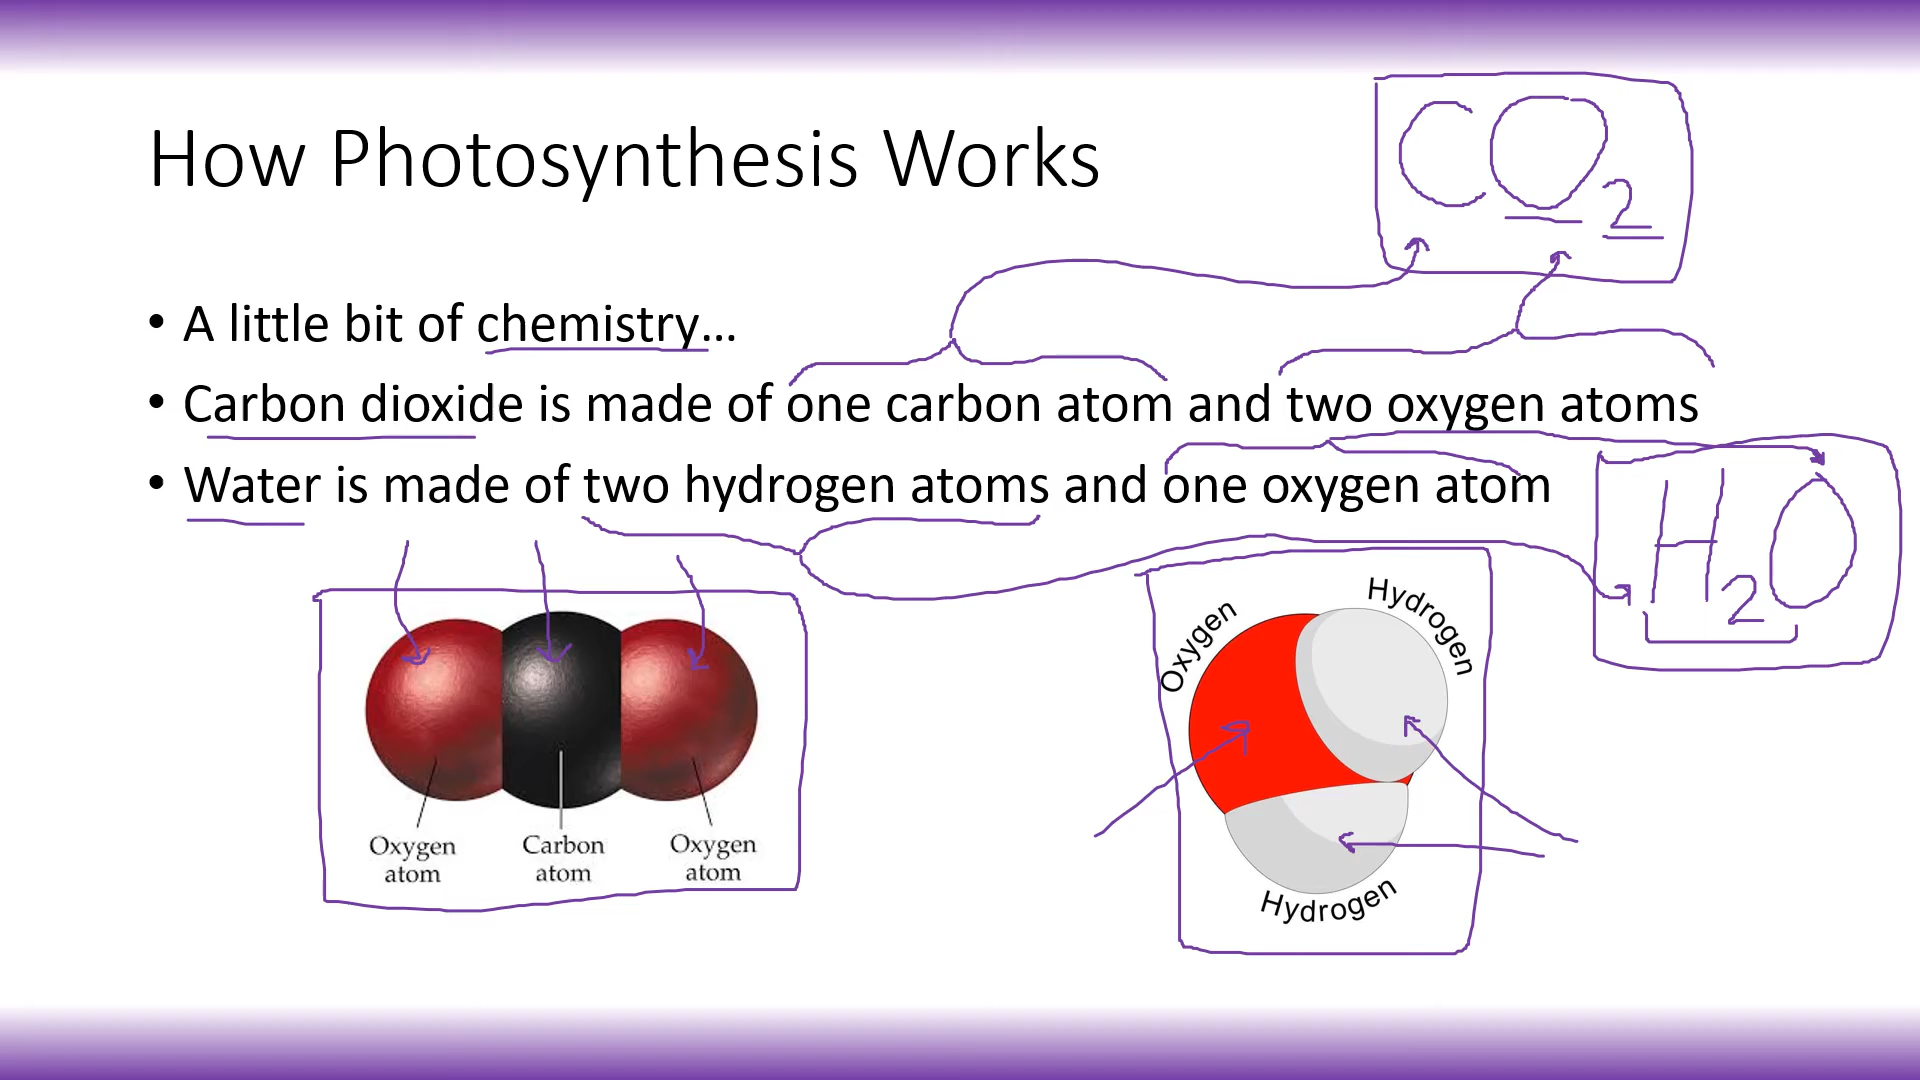 How Photosynthesis Works
CO₂
• A little bit of chemistry...
• Carbon dioxide is made of one carbon atom and two oxygen atoms
• Water is made of two hydrogen atoms and one oxygen atom
H₂O
Oxygen
atom
Carbon
atom
Oxygen
atom
Oxygen
Hydrogen
Hydrogen